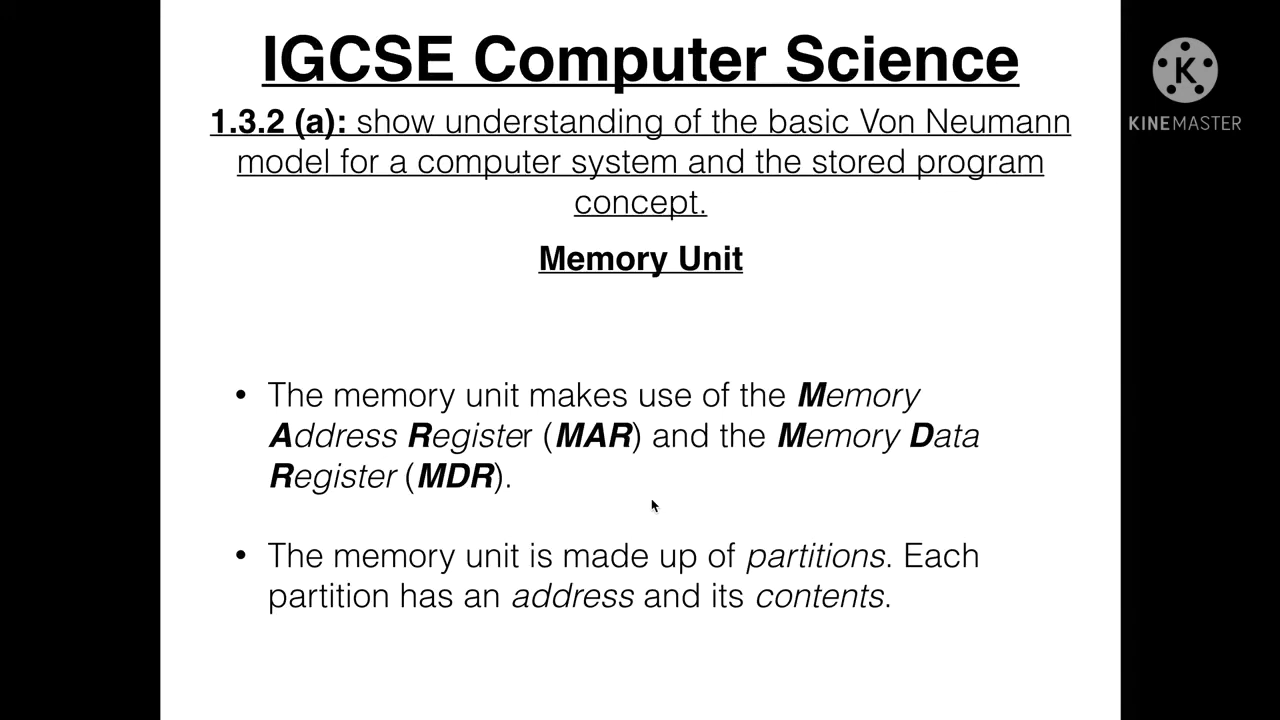 IGCSE Computer Science
1.3.2 (a): show understanding of the basic Von Neumann
model for a computer system and the stored program
concept.
Memory Unit
• The memory unit makes use of the Memory
Address Register (MAR) and the Memory Data
Register (MDR).
• The memory unit is made up of partitions. Each
partition has an address and its contents.
K
KINEMASTER